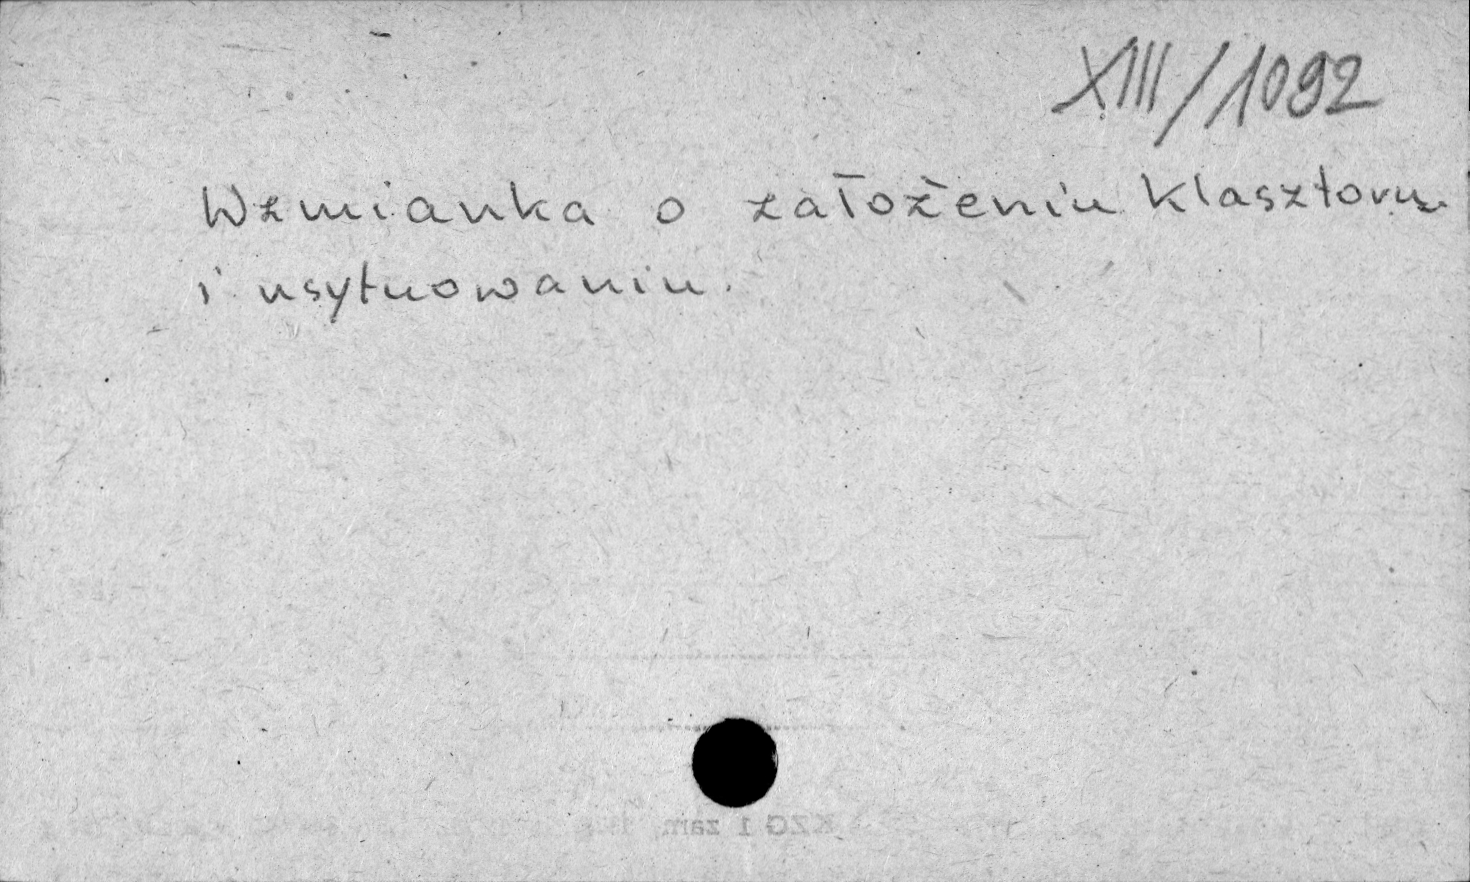 XIII/1092
Wzmianka o założeniu klasztoru
i usytuowaniu.